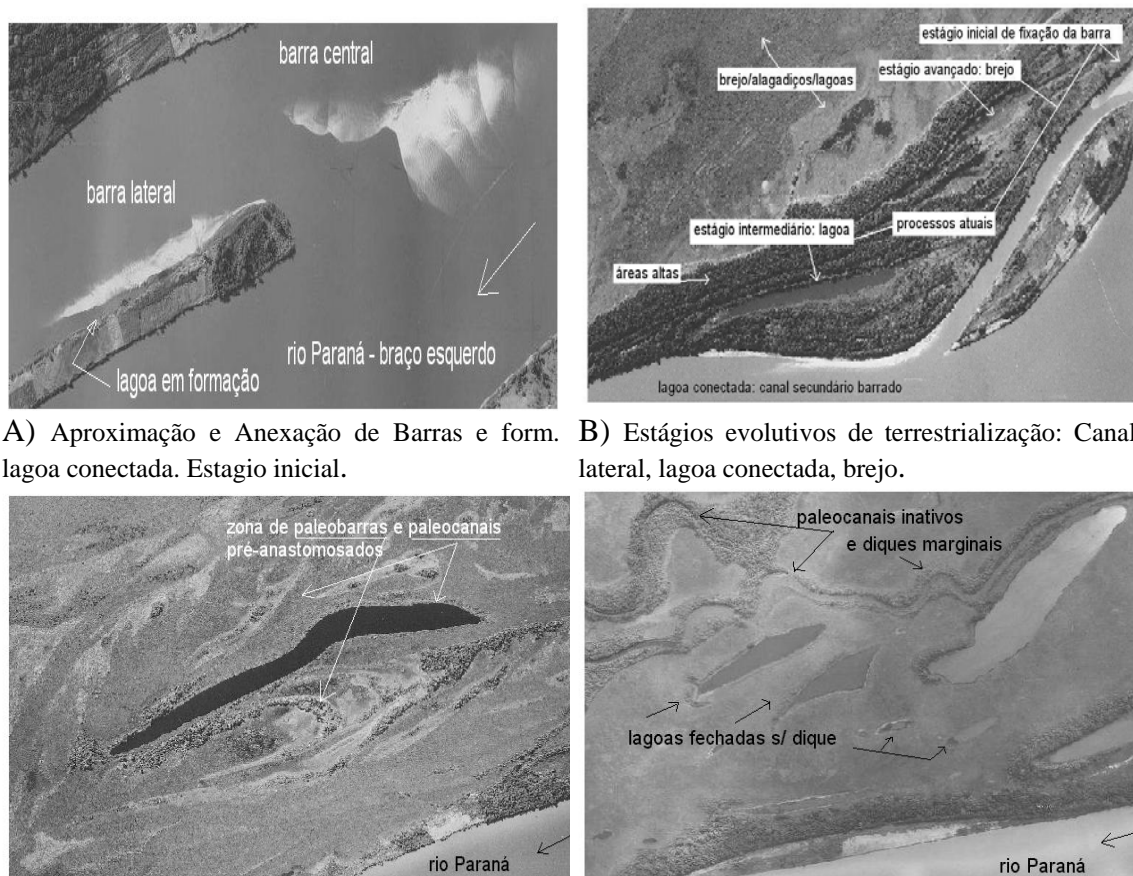 barra central
barra lateral
rio Paraná - braço esquerdo
lagoa em formação
estágio inicial de fixação da barra
estágio avançado: brejo
brejo/alagadiços/lagoas
estágio intermediário: lagoa
processos atuais
áreas altas
lagoa conectada: canal secundário barrado
A) Aproximação e Anexação de Barras e form.
lagoa conectada. Estagio inicial.
B) Estágios evolutivos de terrestrialização: Canal
lateral, lagoa conectada, brejo.
zona de paleobarras e paleocanais
pré-anastomosados
rio Paraná
paleocanais inativos
e diques marginais
lagoas fechadas s/ dique
rio Paraná